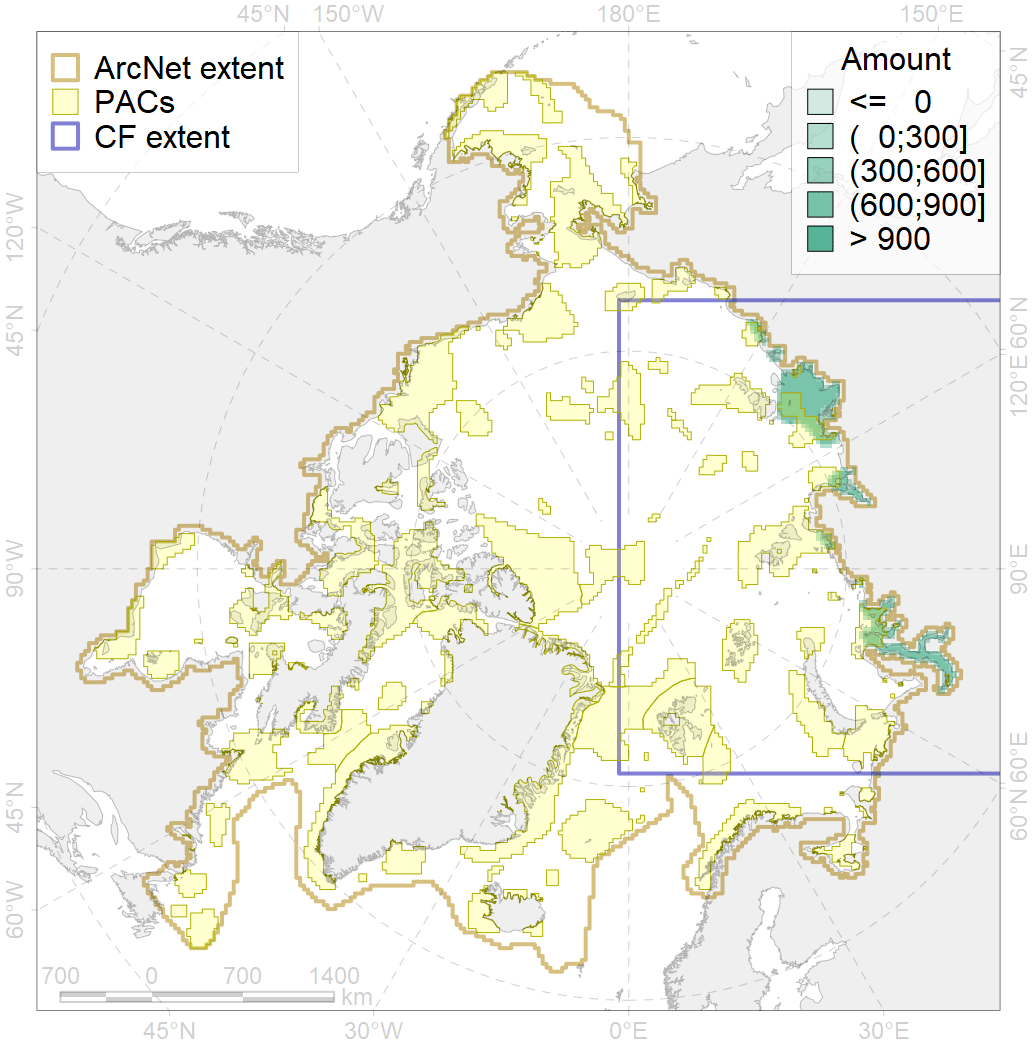 45°N 150°W 180°E 150°E
ArcNet extent
PACs
CF extent
Amount
<= 0
( 0;300]
(300;600]
(600;900]
> 900
45°N
120°W
45°N
90°W
45°N
60°W
60°N
120°E
90°E
60°E
60°N
700 0 700 1400
km
45°N 30°W 0°E 30°E